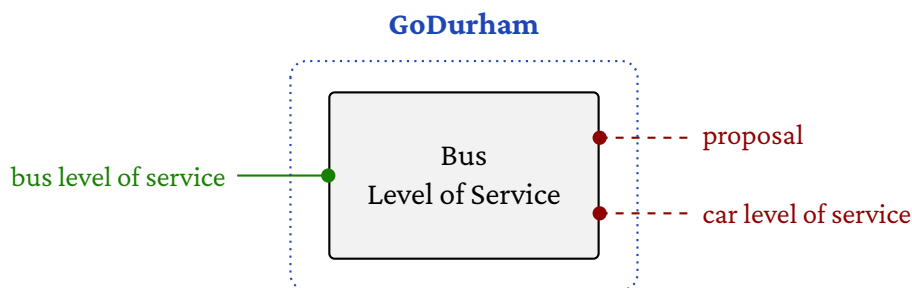 GoDurham
bus level of service
Bus
Level of Service
proposal
car level of service